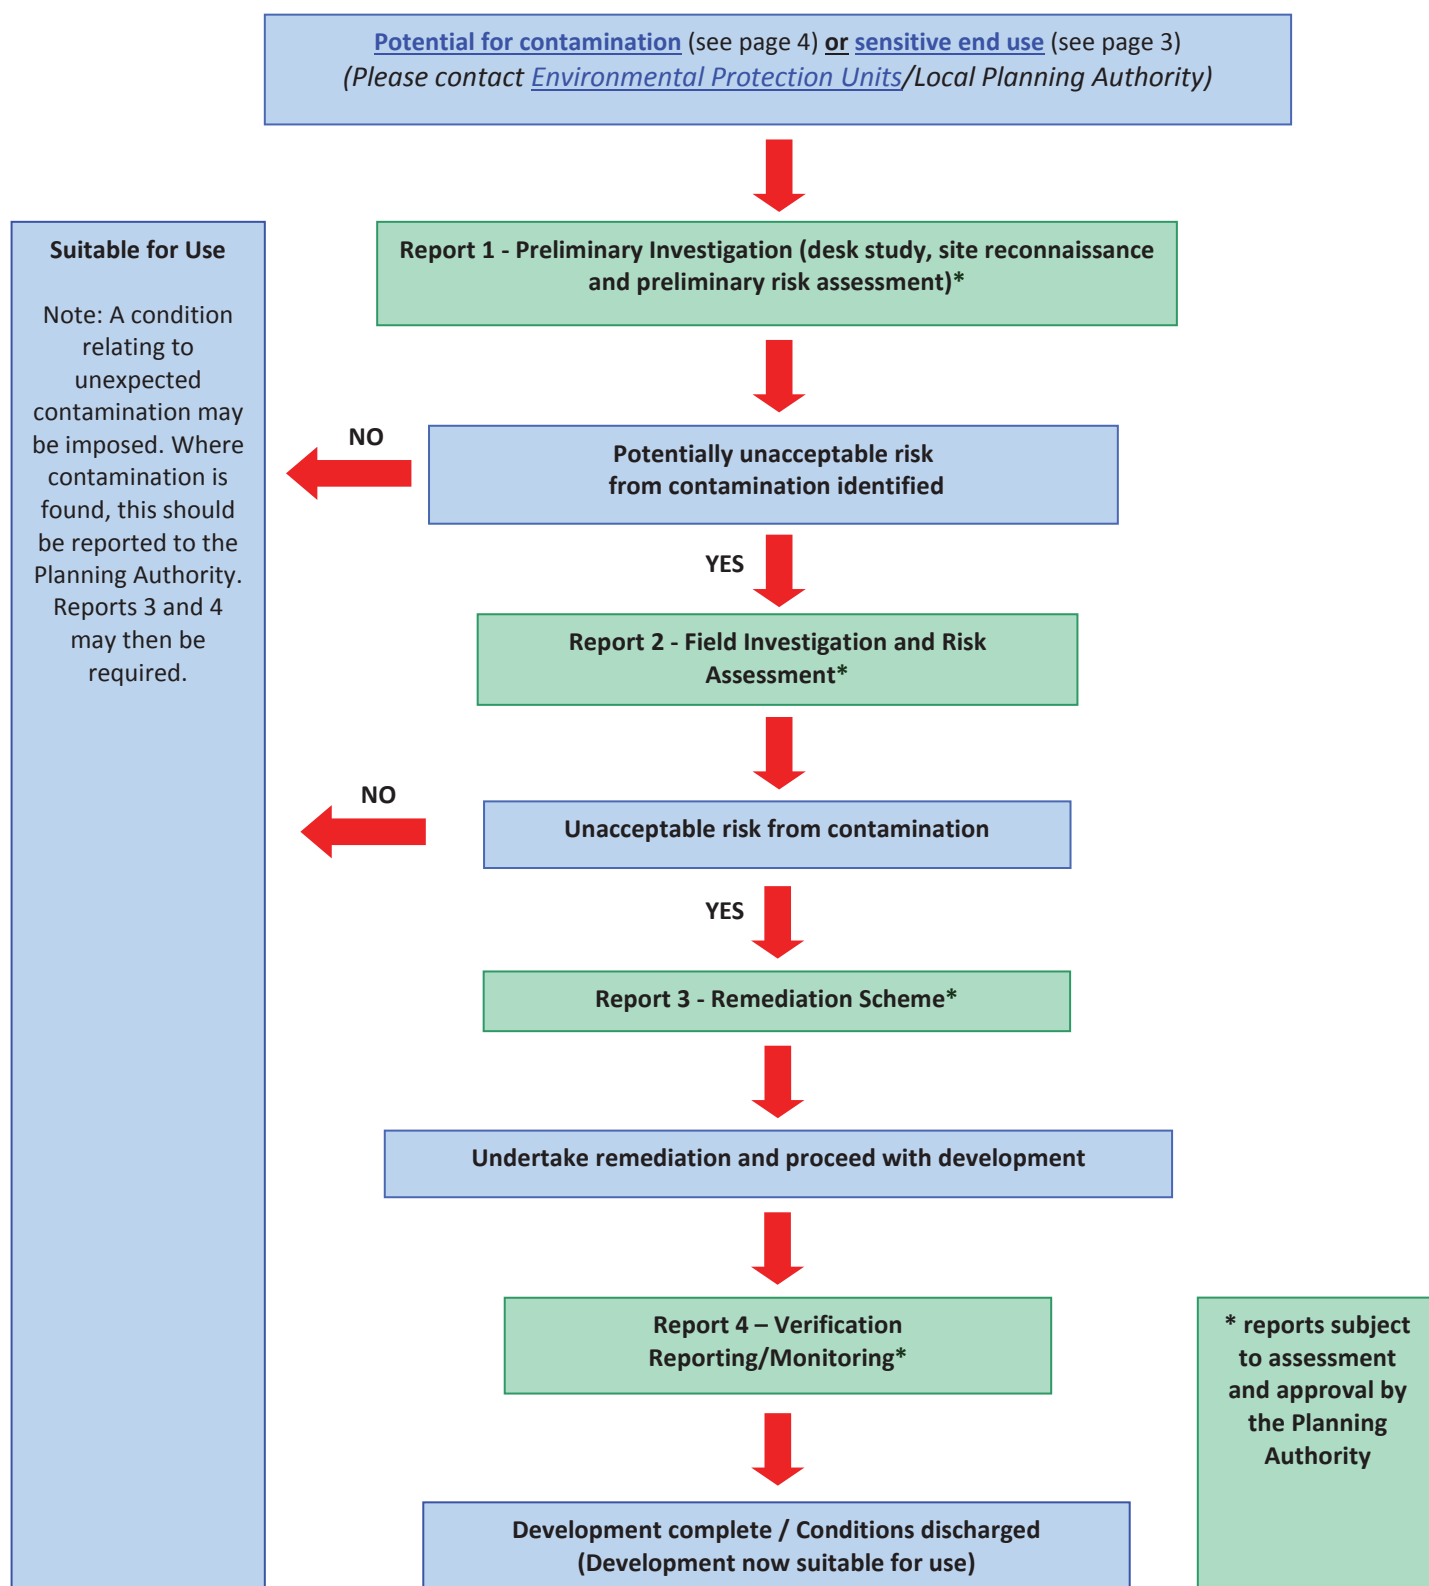 Potential for contamination (see page 4) or sensitive end use (see page 3)
(Please contact Environmental Protection Units/Local Planning Authority)
Suitable for Use
Note: A condition
relating to
unexpected
contamination may
be imposed. Where
contamination is
found, this should
be reported to the
Planning Authority.
Reports 3 and 4
may then be
required.
Report 1 - Preliminary Investigation (desk study, site reconnaissance
and preliminary risk assessment)*
NO
Potentially unacceptable risk
from contamination identified
YES
Report 2 - Field Investigation and Risk
Assessment*
NO
Unacceptable risk from contamination
YES
Report 3 - Remediation Scheme*
Undertake remediation and proceed with development
Report 4 – Verification
Reporting/Monitoring*
* reports subject
to assessment
and approval by
the Planning
Authority
Development complete / Conditions discharged
(Development now suitable for use)